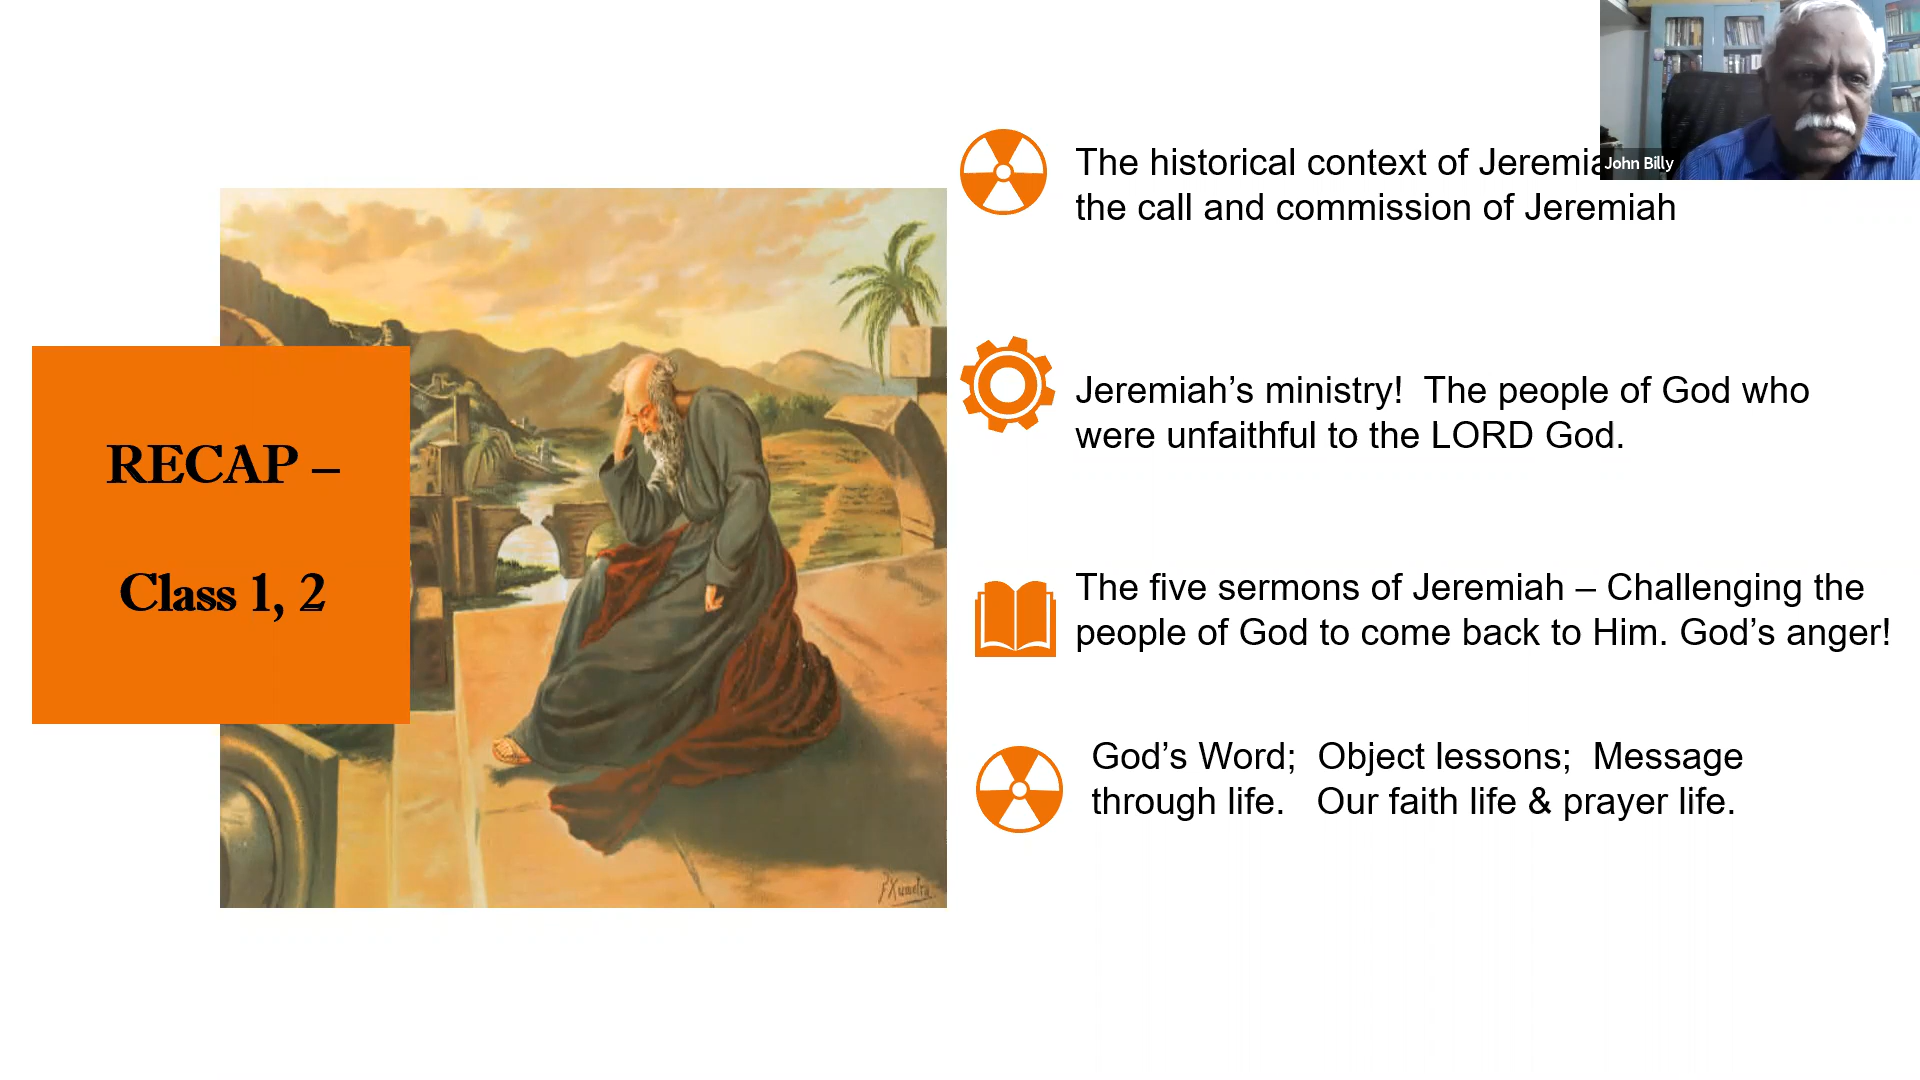 RECAP –
Class 1, 2
The historical context of
the call and commission of Jeremiah
Jeremiah’s ministry!  The people of God who
were unfaithful to the LORD God.
The five sermons of Jeremiah – Challenging the
people of God to come back to Him. God’s anger!
God’s Word;  Object lessons;  Message
through life.   Our faith life & prayer life.
John Billy